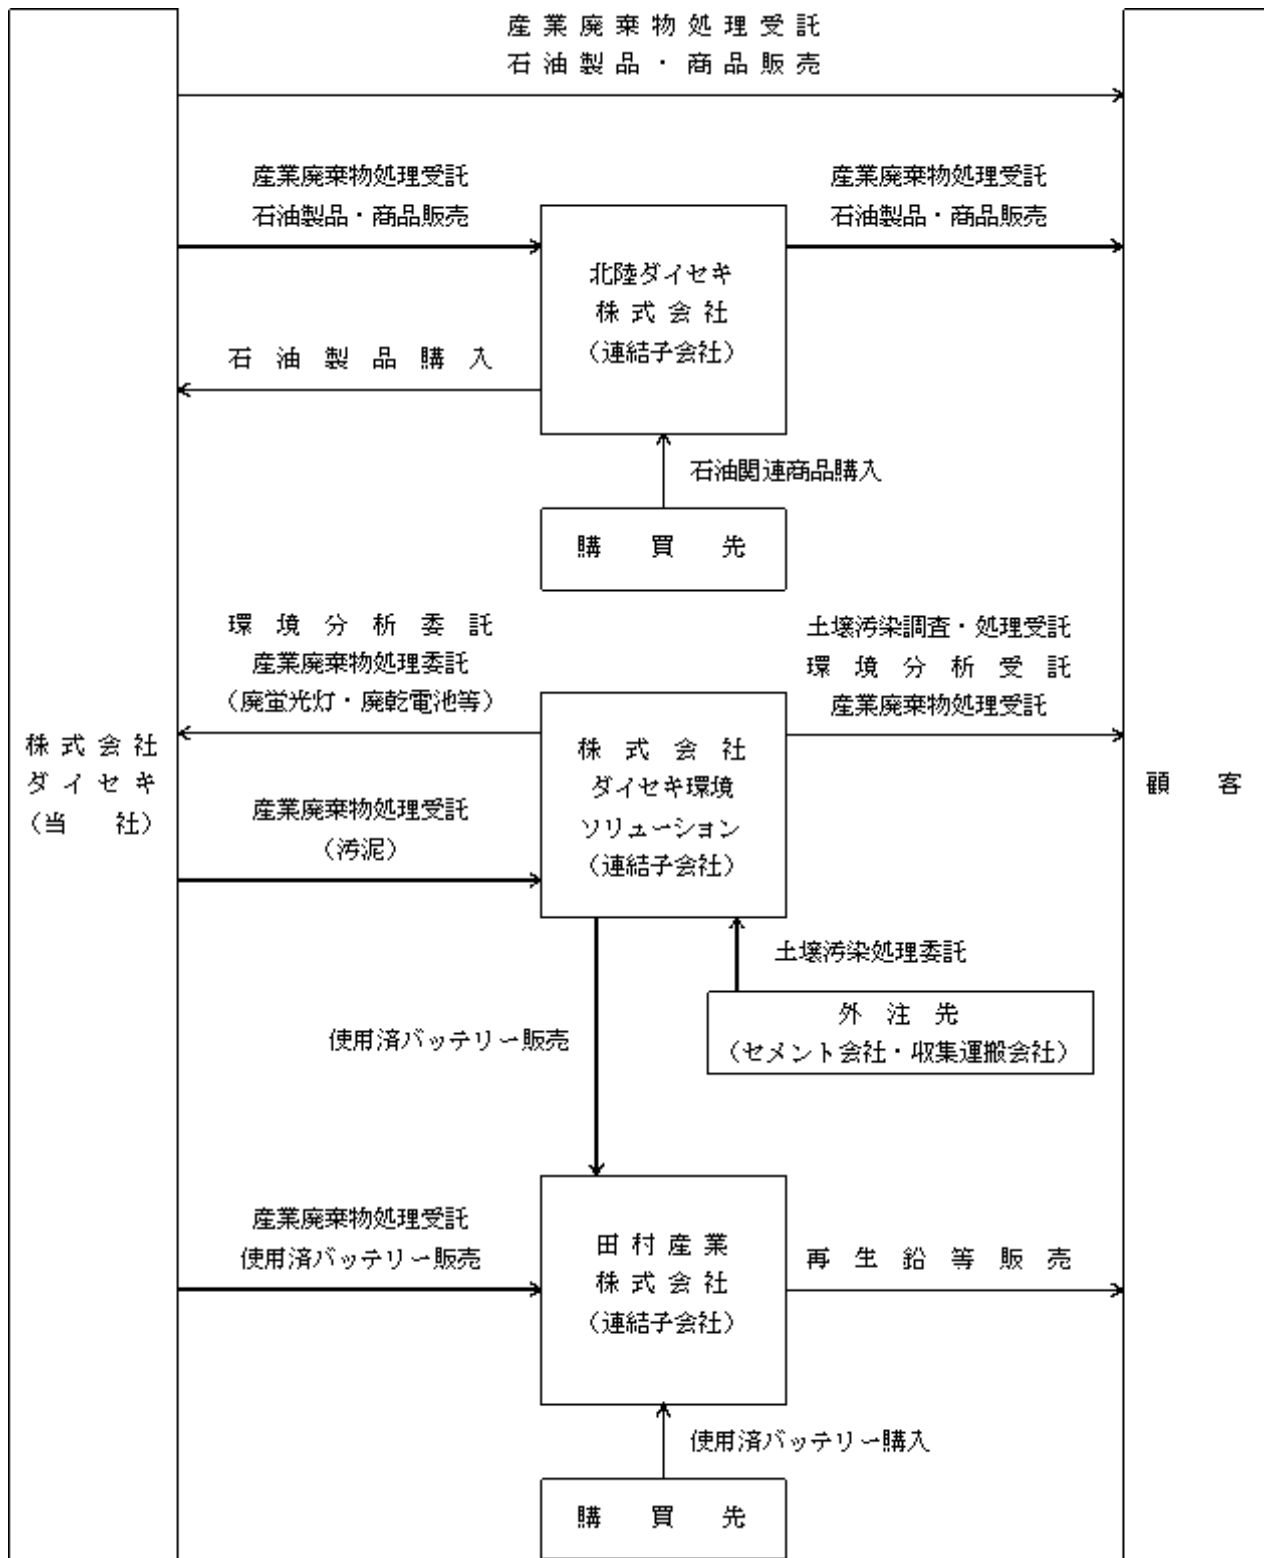 産業廃棄物処理受託
石油製品・商品販売
産業廃棄物処理受託
石油製品・商品販売
産業廃棄物処理受託
石油製品・商品販売
北陸ダイセキ
株式会社
（連結子会社）
石油製品購入
石油関連商品購入
購買先
環境分析委託
産業廃棄物処理委託
（廃蛍光灯・廃乾電池等）
土壌汚染調査・処理受託
環境分析受託
産業廃棄物処理受託
株式会社
ダイセキ
（当社）
株式会社
ダイセキ環境
ソリューション
（連結子会社）
顧客
産業廃棄物処理受託
（汚泥）
土壌汚染処理委託
外注先
（セメント会社・収集運搬会社）
使用済バッテリー販売
産業廃棄物処理受託
使用済バッテリー販売
田村産業
株式会社
（連結子会社）
再生鉛等販売
使用済バッテリー購入
購買先